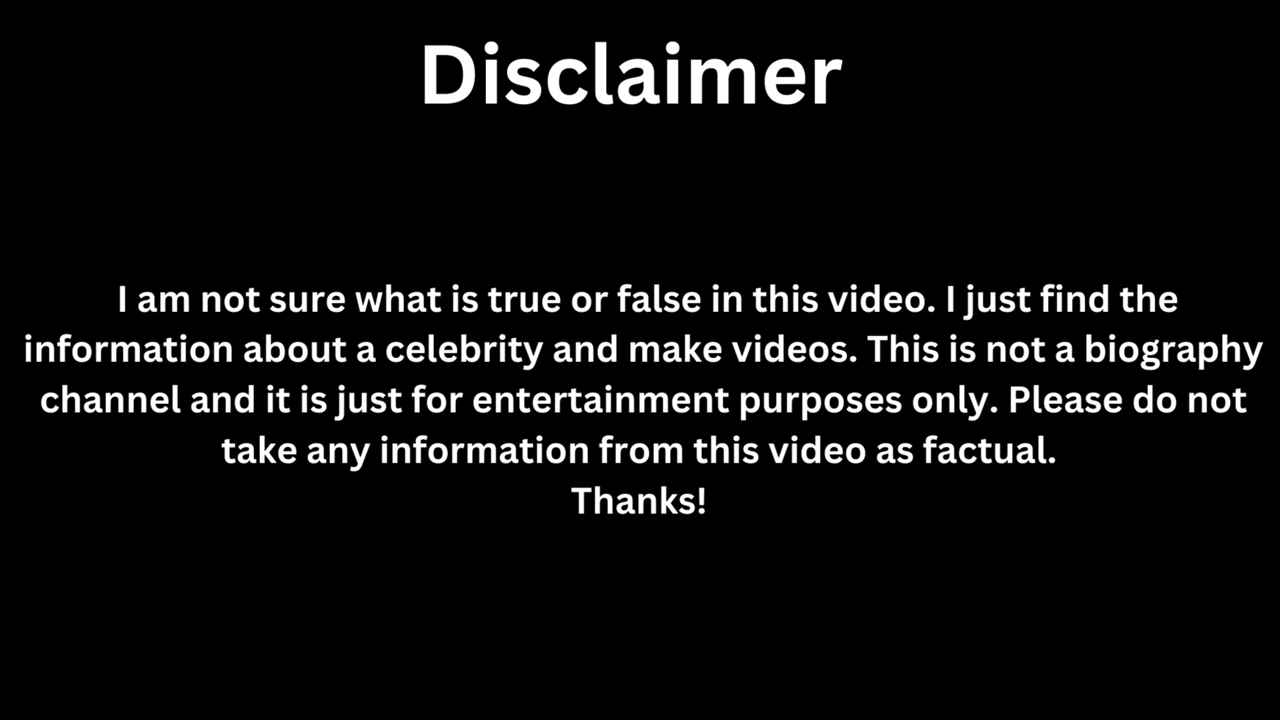 Disclaimer
I am not sure what is true or false in this video. I just find the
information about a celebrity and make videos. This is not a biography
channel and it is just for entertainment purposes only. Please do not
take any information from this video as factual.
Thanks!